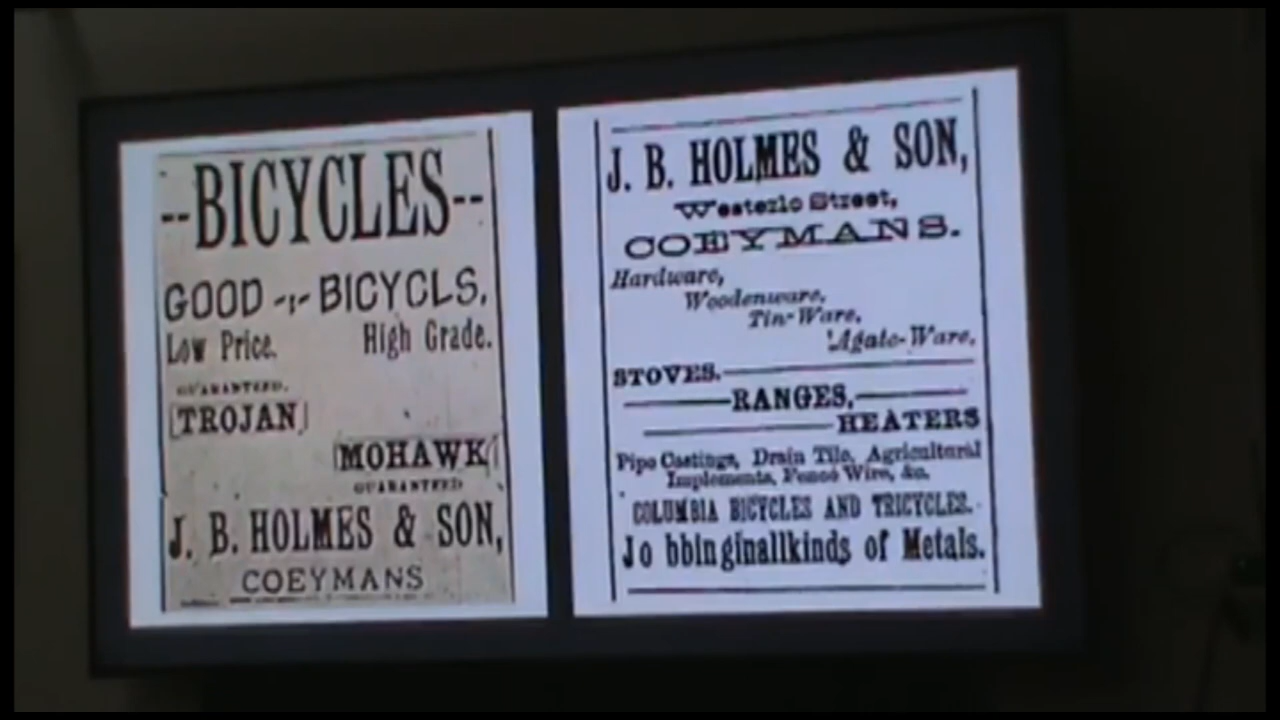 --BICYCLES--
GOOD -:- BICYCLS.
Low Price. High Grade.
GUARANTEED.
TROJAN
MOHAWK
GUARANTEED
J. B. HOLMES & SON,
COEYMANS
J. B. HOLMES & SON,
Westerlo Street,
COEYMANS.
Hardware,
Woodenware,
Tin-Ware,
Agate-Ware,
STOVES.
RANGES,
HEATERS
Pipe Castings, Drain Tile, Agricultural
Implements, Fence Wire, &c.
COLUMBIA BICYCLES AND TRICYCLES.
Jo bbin ginallkinds of Metals.